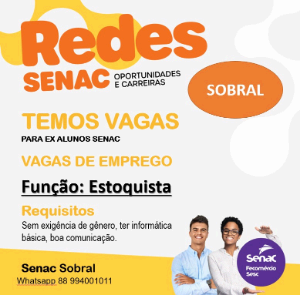 Redes
SENAC
OPORTUNIDADES
E CARREIRAS
SOBRAL
TEMOS VAGAS
PARA EX ALUNOS SENAC
VAGAS DE EMPREGO
Função: Estoquista
Requisitos
Sem exigência de gênero, ter informática
básica, boa comunicação.
Senac
Fecomércio
Sesc
Senac Sobral
Whatsapp 88 994001011